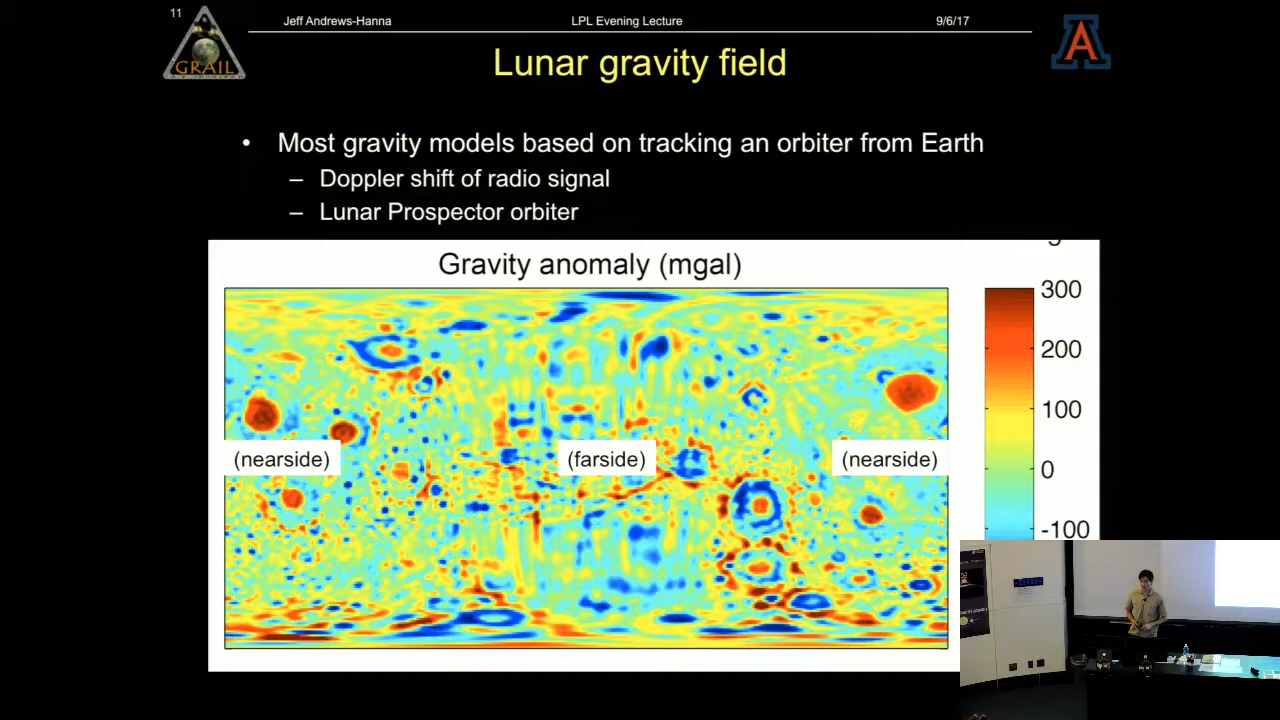 11
Jeff Andrews-Hanna
LPL Evening Lecture
9/6/17
GRAIL
A
Lunar gravity field
• Most gravity models based on tracking an orbiter from Earth
– Doppler shift of radio signal
– Lunar Prospector orbiter
Gravity anomaly (mgal)
300
200
100
0
-100
(nearside)
(farside)
(nearside)